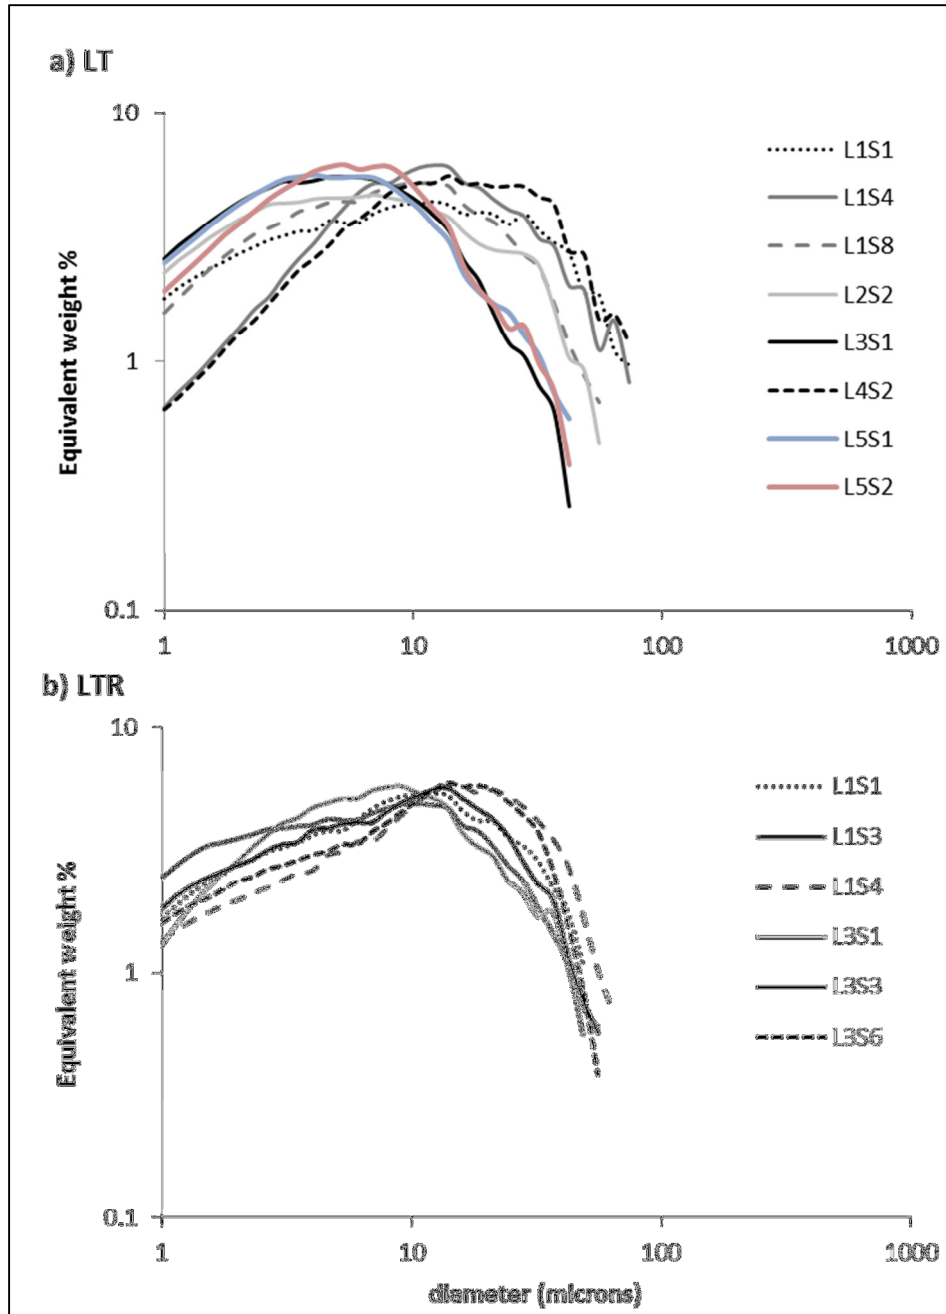 a) LT
10
1
0.1
Equivalent weight %
1
10
100
1000
L1S1
L1S4
L1S8
L2S2
L3S1
L4S2
L5S1
L5S2
b) LTR
10
1
0.1
Equivalent weight %
1
10
100
1000
diameter (microns)
L1S1
L1S3
L1S4
L3S1
L3S3
L3S6